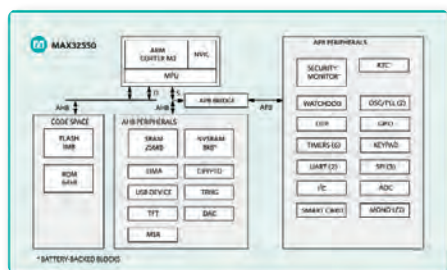 MAX32550
ARM
CORTEX M3
NVIC
MPU
I
D
S
AHB
AHB
APB BRIDGE
APB
CODE SPACE
FLASH
1MB
ROM
AHB PERIPHERALS
SRAM
256KB
NVSRAM
8KB*
DMA
CRYPTO
USB DEVICE
TRNG
TFT
DAC
MSR
APB PERIPHERALS
SECURITY
MONITOR*
RTC*
WATCHDOG
OSC/PLL (2)
OTP
GPIO
TIMERS (6)
KEYPAD
UART (2)
SPI (3)
I²C
ADC
SMART CARD
MONO LCD
* BATTERY-BACKED BLOCKS